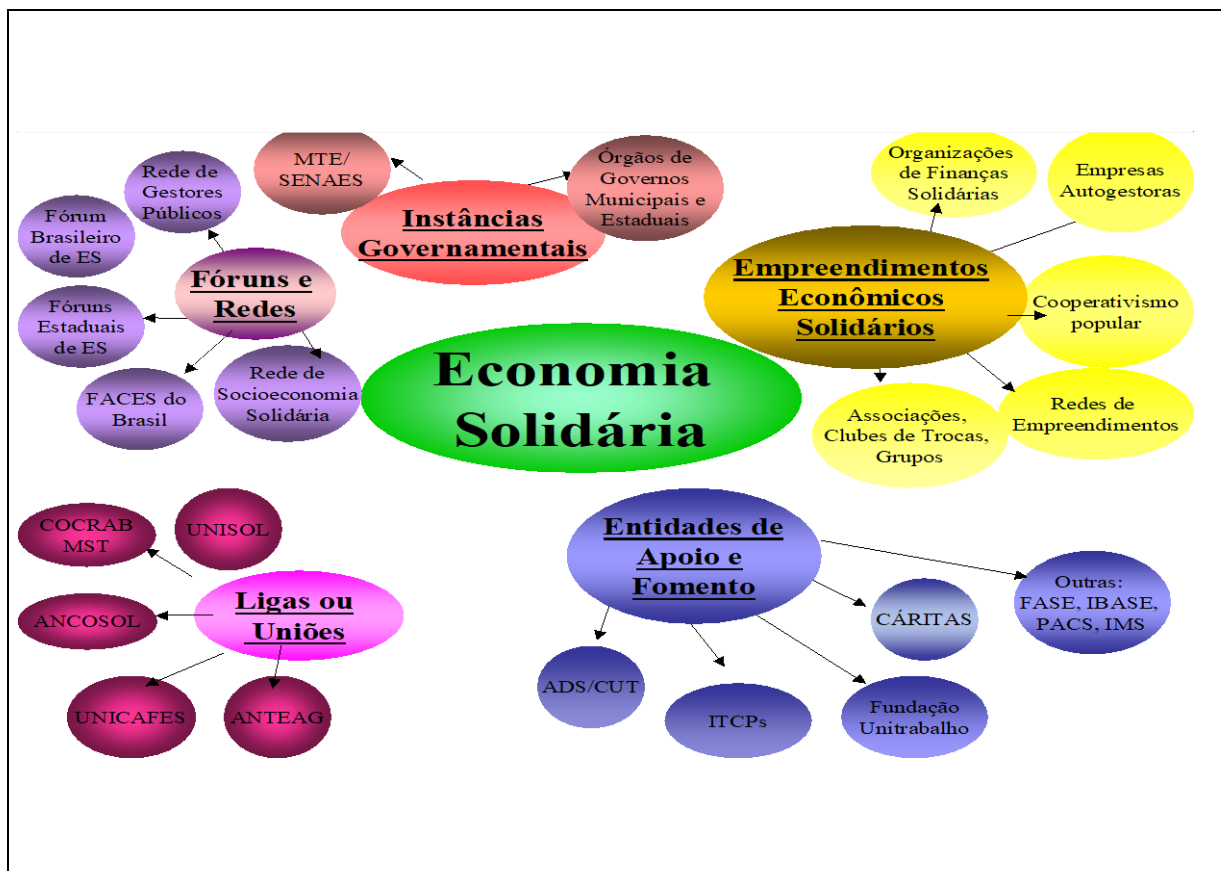 MTE/
SENAES
Órgãos de
Governos
Municipais e
Estaduais
Instâncias
Governamentais
Rede de
Gestores
Públicos
Fórum
Brasileiro
de ES
Fóruns e
Redes
Fóruns
Estaduais
de ES
FACES do
Brasil
Rede de
Socioeconomia
Solidária
Organizações
de Finanças
Solidárias
Empresas
Autogestoras
Empreendimentos
Econômicos
Solidários
Cooperativismo
popular
Redes de
Empreendimentos
Associações,
Clubes de Trocas,
Grupos
Economia
Solidária
COCRAB
MST
UNISOL
Ligas ou
Uniões
ANCOSOL
UNICAFES
ANTEAG
Entidades de
Apoio e
Fomento
Outras:
FASE, IBASE,
PACS, IMS
CÁRITAS
ADS/CUT
ITCPs
Fundação
Unitrabalho